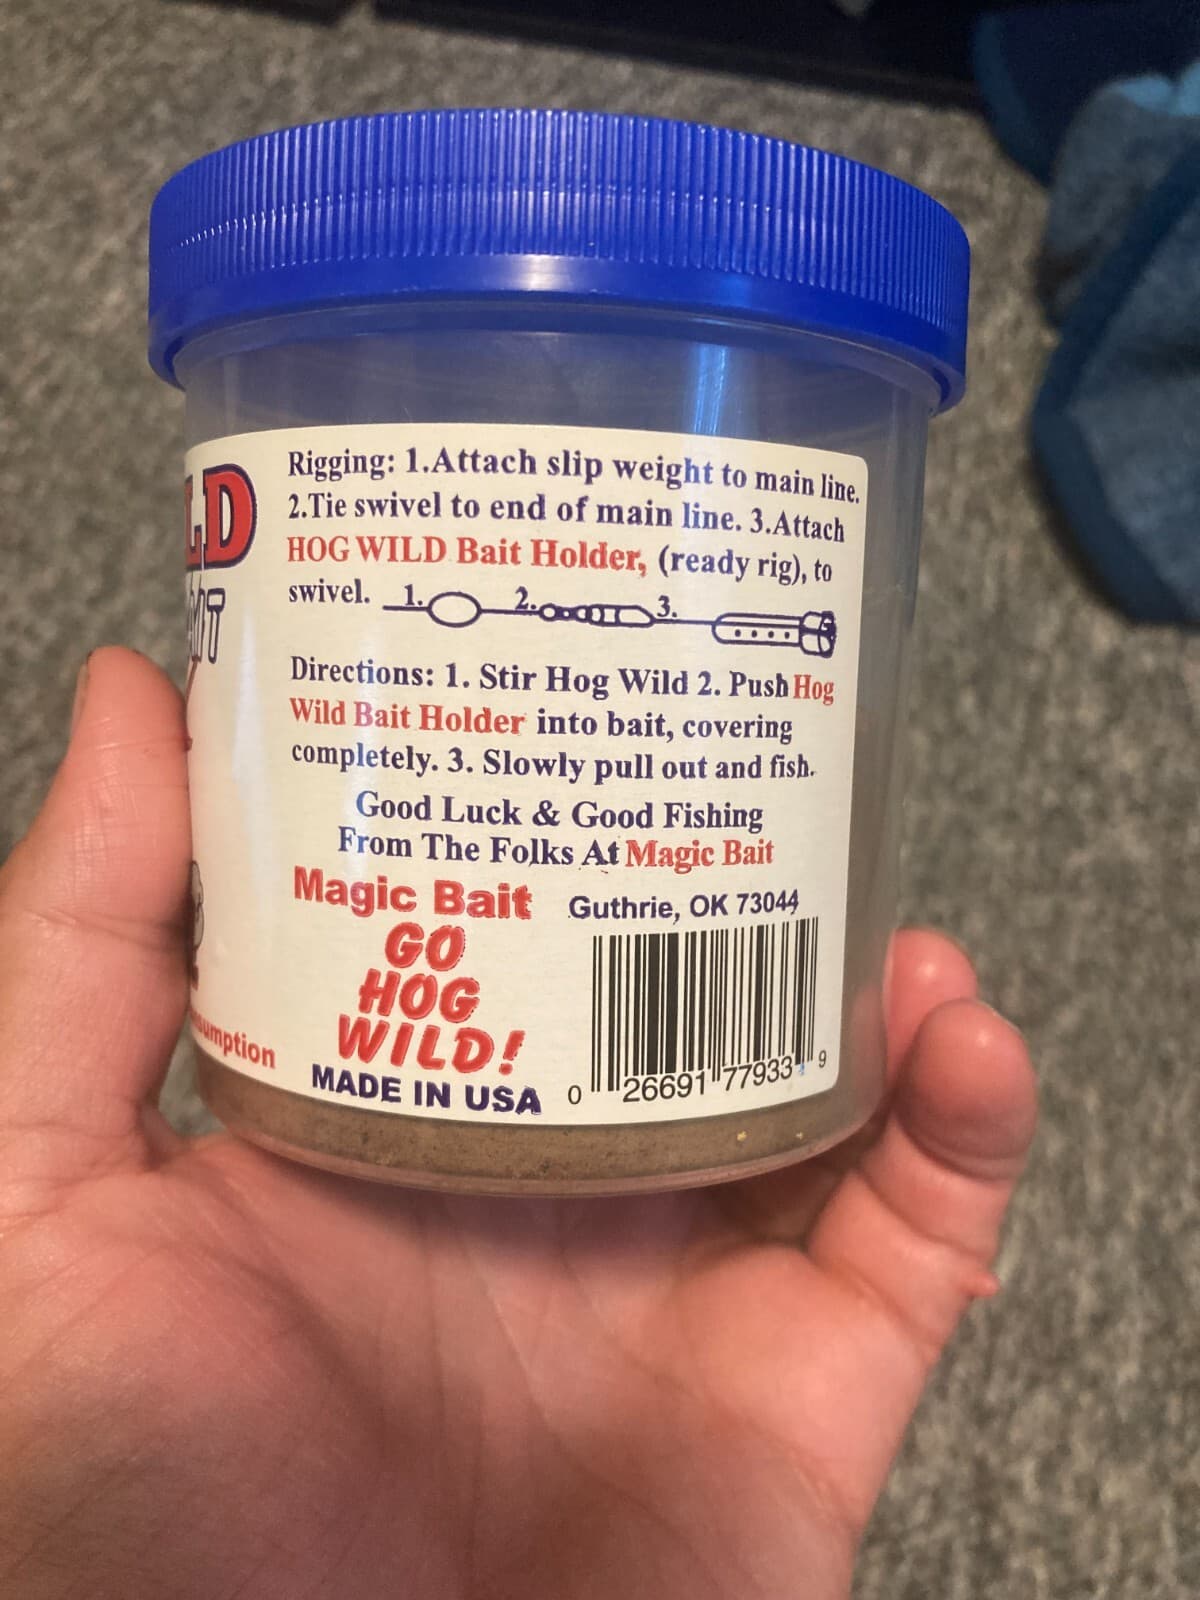 LD
Rigging: 1.Attach slip weight to main line.
2.Tie swivel to end of main line. 3.Attach
HOG WILD Bait Holder, (ready rig), to
swivel. 1. 2. 3.
Directions: 1. Stir Hog Wild 2. Push Hog
Wild Bait Holder into bait, covering
completely. 3. Slowly pull out and fish.
Good Luck & Good Fishing
From The Folks At Magic Bait
Magic Bait Guthrie, OK 73044
GO
HOG
WILD!
MADE IN USA
0 26691 77933 9
sumption